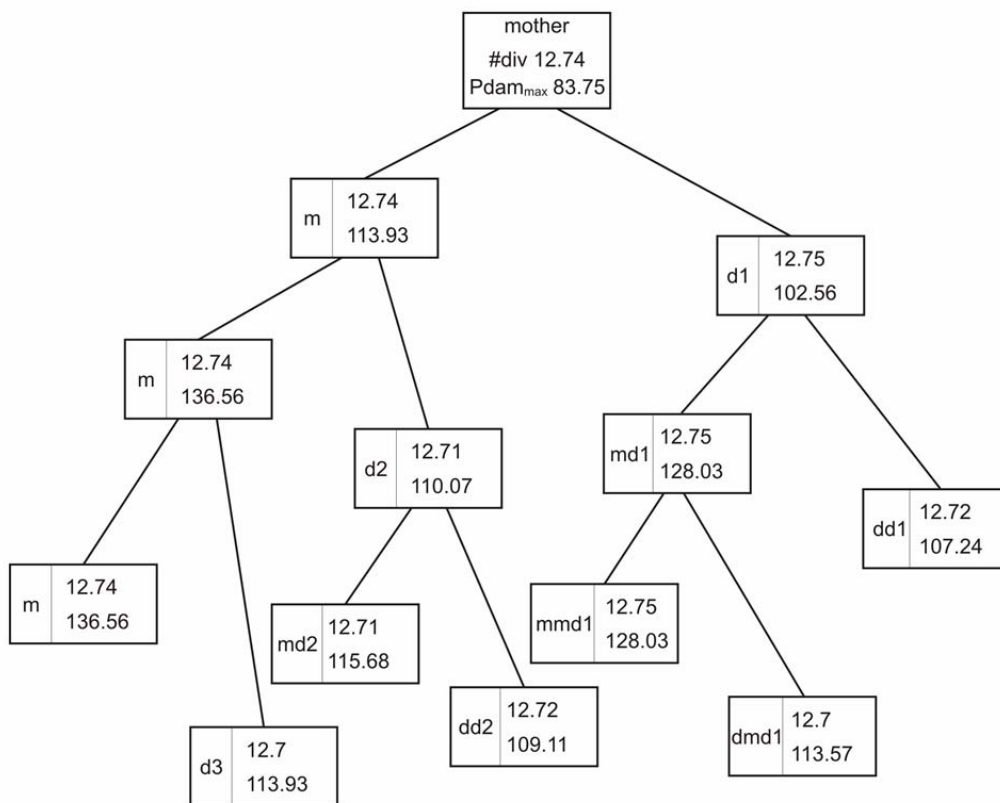 mother
#div 12.74
Pdammax 83.75
m
12.74
113.93
d1
12.75
102.56
m
12.74
136.56
d2
12.71
110.07
md1
12.75
128.03
dd1
12.72
107.24
m
12.74
136.56
md2
12.71
115.68
mmd1
12.75
128.03
dd2
12.72
109.11
dmd1
12.7
113.57
d3
12.7
113.93